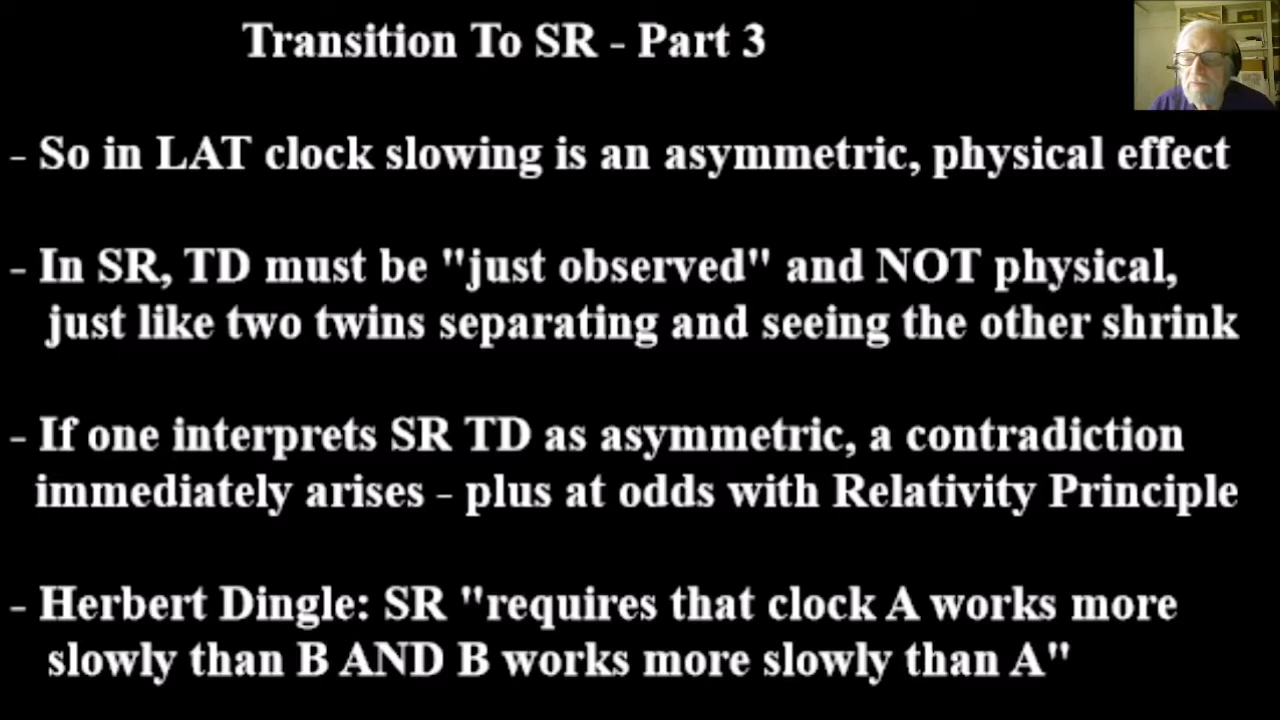 Transition To SR - Part 3
- So in LAT clock slowing is an asymmetric, physical effect
- In SR, TD must be "just observed" and NOT physical,
just like two twins separating and seeing the other shrink
- If one interprets SR TD as asymmetric, a contradiction
immediately arises - plus at odds with Relativity Principle
- Herbert Dingle: SR "requires that clock A works more
slowly than B AND B works more slowly than A"